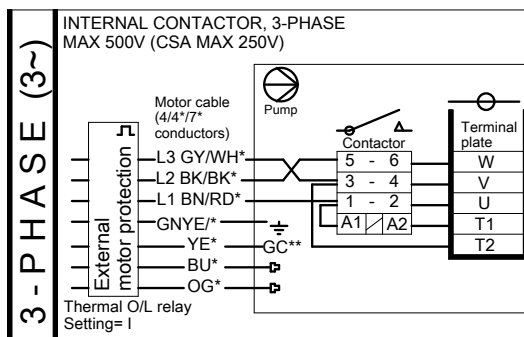 INTERNAL CONTACTOR, 3-PHASE
MAX 500V (CSA MAX 250V)
3-PHASE (3~)
Motor cable
(4/4*/7*
conductors)
Pump
Contactor
Terminal
plate
External
motor protection
L3 GY/WH*
L2 BK/BK*
L1 BN/RD*
GNYE/*
YE*
GC**
BU*
OG*
5 - 6
3 - 4
1 - 2
A1 A2
W
V
U
T1
T2
Thermal O/L relay
Setting= I